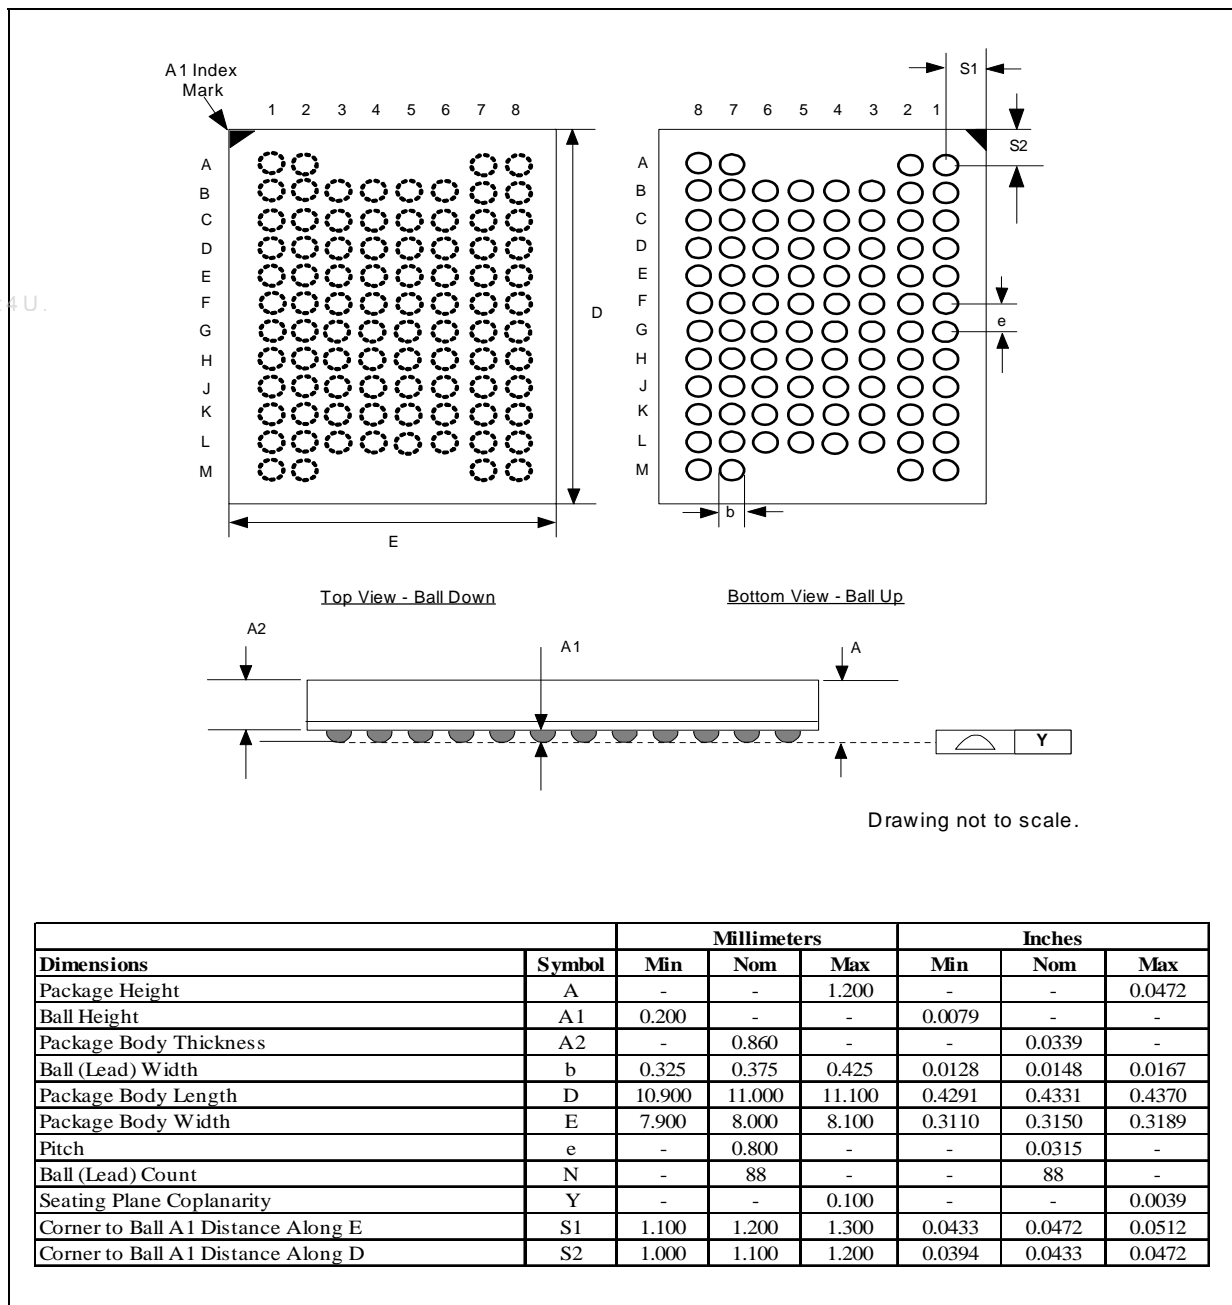 A1 Index
Mark
1 2 3 4 5 6 7 8
A
B
C
D
E
F
G
H
J
K
L
M
D
E
S1
8 7 6 5 4 3 2 1
S2
A
B
C
D
E
F
G
H
J
K
L
M
e
b
4U.
Top View - Ball Down
Bottom View - Ball Up
A2
A1
A
Y
Drawing not to scale.
Millimeters Inches
Dimensions Symbol Min Nom Max Min Nom Max
Package Height A - - 1.200 - - 0.0472
Ball Height A1 0.200 - - 0.0079 - -
Package Body Thickness A2 - 0.860 - - 0.0339 -
Ball (Lead) Width b 0.325 0.375 0.425 0.0128 0.0148 0.0167
Package Body Length D 10.900 11.000 11.100 0.4291 0.4331 0.4370
Package Body Width E 7.900 8.000 8.100 0.3110 0.3150 0.3189
Pitch e - 0.800 - - 0.0315 -
Ball (Lead) Count N - 88 - - 88 -
Seating Plane Coplanarity Y - - 0.100 - - 0.0039
Corner to Ball A1 Distance Along E S1 1.100 1.200 1.300 0.0433 0.0472 0.0512
Corner to Ball A1 Distance Along D S2 1.000 1.100 1.200 0.0394 0.0433 0.0472